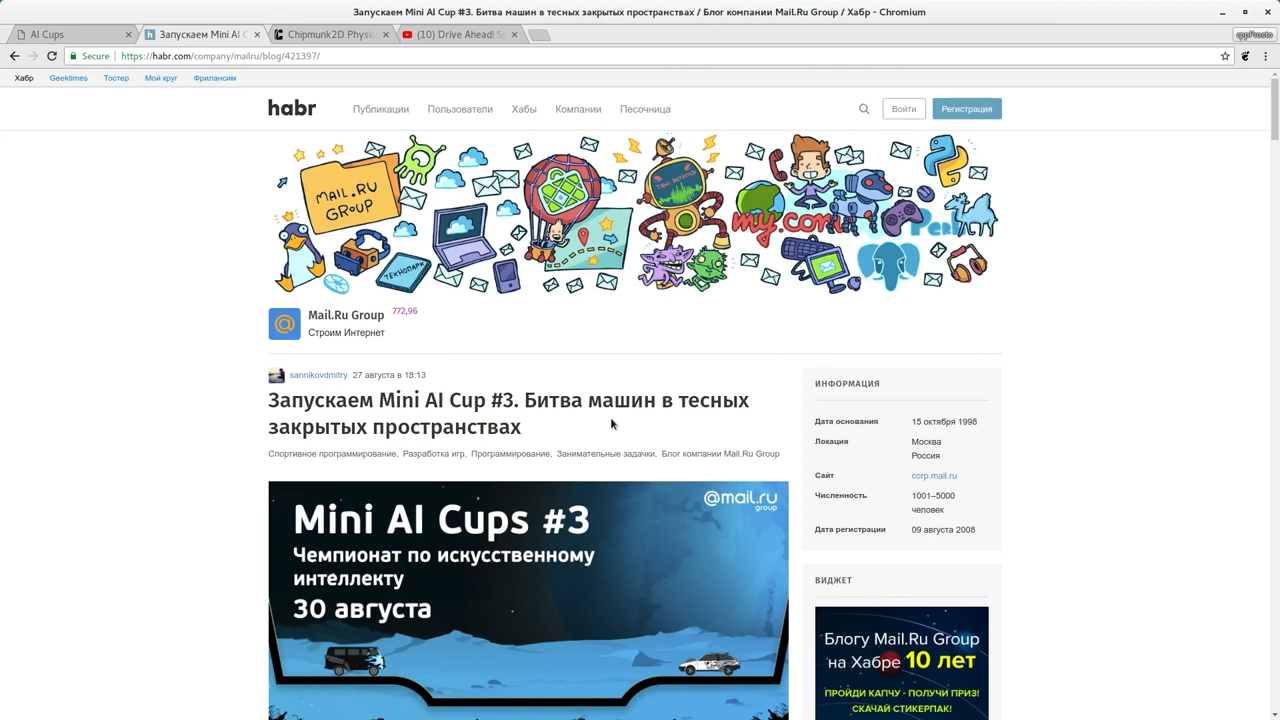 Запускаем Mini AI Cup #3. Битва машин в тесных закрытых пространствах / Блог компании Mail.Ru Group / Хабр - Chromium
AI Cups
Запускаем Mini AI C
Chipmunk2D Physic
(10) Drive Ahead! S
cppProsto
Secure
https://habr.com/company/mailru/blog/421397/
Хабр
Geektimes
Тостер
Мой круг
Фрилансим
habr
Публикации
Пользователи
Хабы
Компании
Песочница
Войти
Регистрация
MAIL.RU
GROUP
ТЕХНОПАРК
my.com
Perl
Mail.Ru Group
772,96
Строим Интернет
sannikovdmitry 27 августа в 18:13
Запускаем Mini AI Cup #3. Битва машин в тесных
закрытых пространствах
Спортивное программирование, Разработка игр, Программирование, Занимательные задачки, Блог компании Mail.Ru Group
@mail.ru
group
Mini AI Cups #3
Чемпионат по искусственному
интеллекту
30 августа
ИНФОРМАЦИЯ
Дата основания
15 октября 1998
Локация
Москва
Россия
Сайт
corp.mail.ru
Численность
1001–5000
человек
Дата регистрации
09 августа 2008
ВИДЖЕТ
Блогу Mail.Ru Group
на Хабре 10 лет
ПРОЙДИ КАПЧУ - ПОЛУЧИ ПРИЗ!
СКАЧАЙ СТИКЕРПАК!